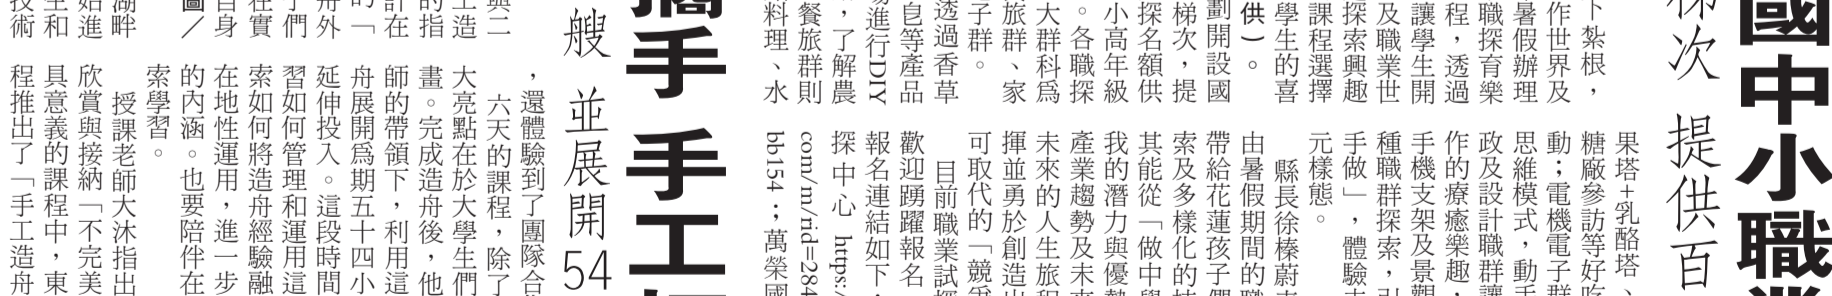 國中小職業
梯次 提供百
下紮根，
作世界及
暑假辦理
職探育樂
程，透過
讓學生開
及職業世
探索興趣
課程選擇
學生的喜
供）。
劃開設國
梯次，提
探名額供
小高年級
。各職探
大群科為
旅群、家
子群。
透過香草
皂等產品
場進行DIY
，了解農
餐旅群則
料理、水
果塔+乳酪塔、
糖廠參訪等好吃
動；電機電子群
思維模式，動手
政及設計職群讓
作的療癒樂趣，
手機支架及景觀
種職群探索，引
手做」，體驗
元樣態。
縣長徐榛蔚
由暑假期間的職
帶給花蓮孩子們
索及多樣化的
其能從「做中學
我的潛力與優勢
產業趨勢及未來
未來的人生旅程
揮並勇於創造出
可取代的「競爭
目前職業試探
歡迎踴躍報名
報名連結如下：
探中心 https:/
com/m/rid=284
bb154；萬榮國
攜手 手工
艘 並展開54
與二
工造
的指
計在
的「
舟外
子們
在實
自身
圖／
湖畔
始進
生和
技術
，還體驗到了團隊合
六天的課程，除了
大亮點在於大學生們
畫。完成造舟後，他
師的帶領下，利用這
舟展開為期五十四小
延伸投入。這段時間
習如何管理和運用這
索如何將造舟經驗融
在地性運用，進一步
的內涵。也要陪伴在
索學習。
授課老師大沐指出
欣賞與接納「不完美
具意義的課程中，東
程推出了「手工造舟